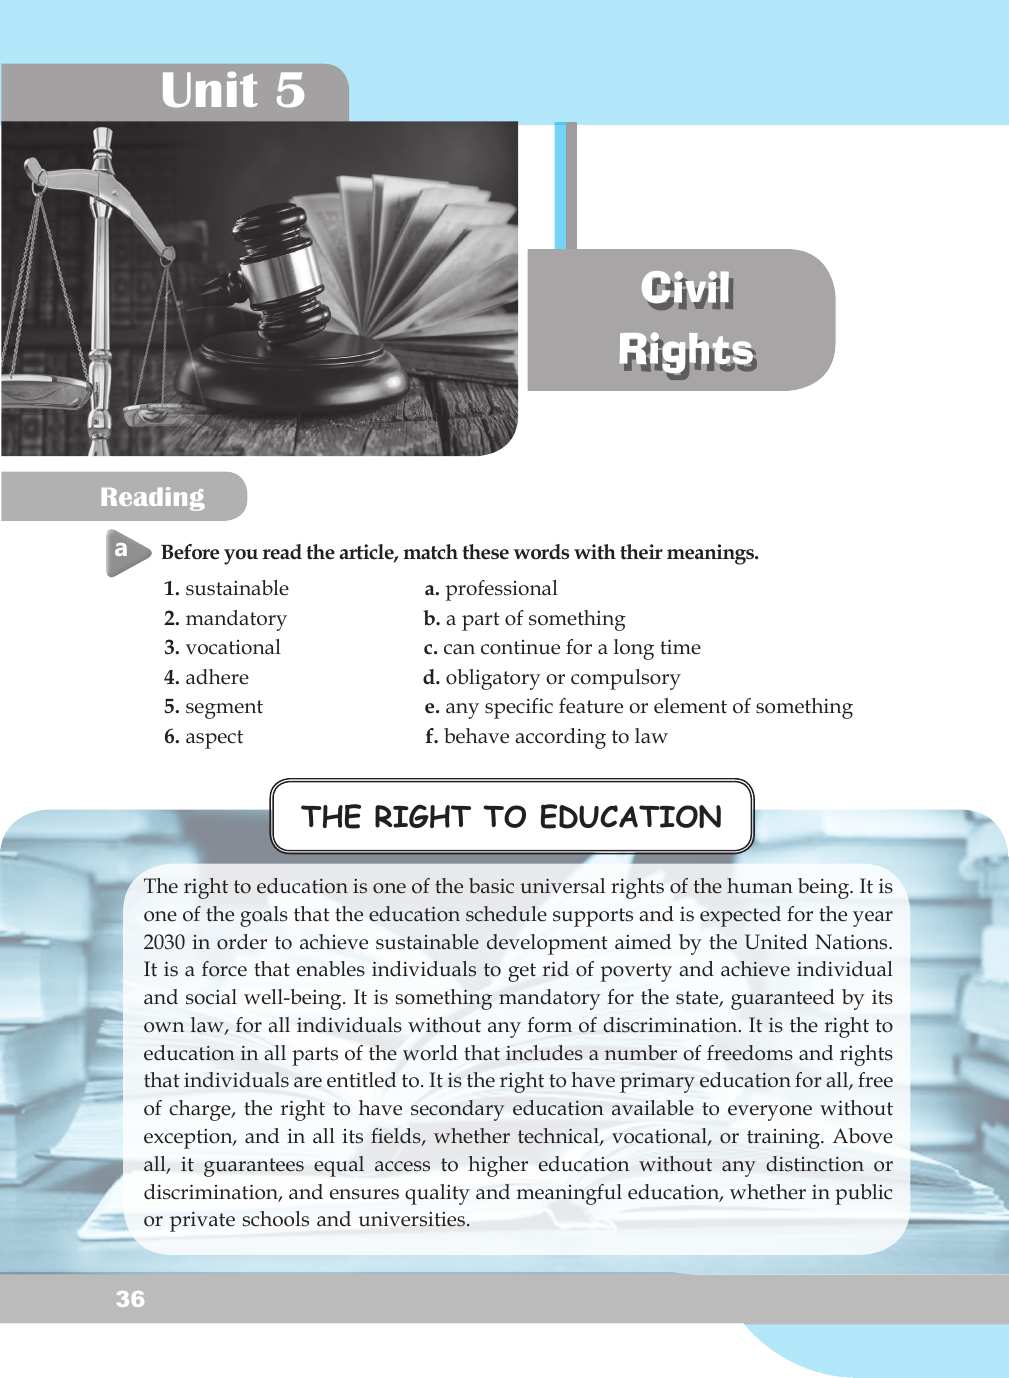 Unit 5
Civil
Rights
Reading
a Before you read the article, match these words with their meanings.
1. sustainable a. professional
2. mandatory b. a part of something
3. vocational c. can continue for a long time
4. adhere d. obligatory or compulsory
5. segment e. any specific feature or element of something
6. aspect f. behave according to law
THE RIGHT TO EDUCATION
The right to education is one of the basic universal rights of the human being. It is
one of the goals that the education schedule supports and is expected for the year
2030 in order to achieve sustainable development aimed by the United Nations.
It is a force that enables individuals to get rid of poverty and achieve individual
and social well-being. It is something mandatory for the state, guaranteed by its
own law, for all individuals without any form of discrimination. It is the right to
education in all parts of the world that includes a number of freedoms and rights
that individuals are entitled to. It is the right to have primary education for all, free
of charge, the right to have secondary education available to everyone without
exception, and in all its fields, whether technical, vocational, or training. Above
all, it guarantees equal access to higher education without any distinction or
discrimination, and ensures quality and meaningful education, whether in public
or private schools and universities.
36